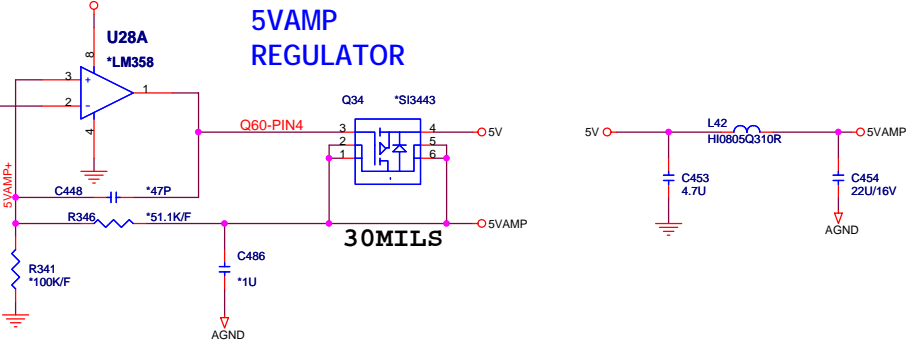 5VAMP
REGULATOR
U28A
*LM358
8
3
+
1
2
-
4
Q34
*SI3443
Q60-PIN4
3
4
5V
2
5
1
6
5VAMP+
C448
*47P
R346
*51.1K/F
5VAMP
30MILS
R341
*100K/F
C486
*1U
AGND
5V
L42
HI0805Q310R
5VAMP
C453
4.7U
C454
22U/16V
AGND